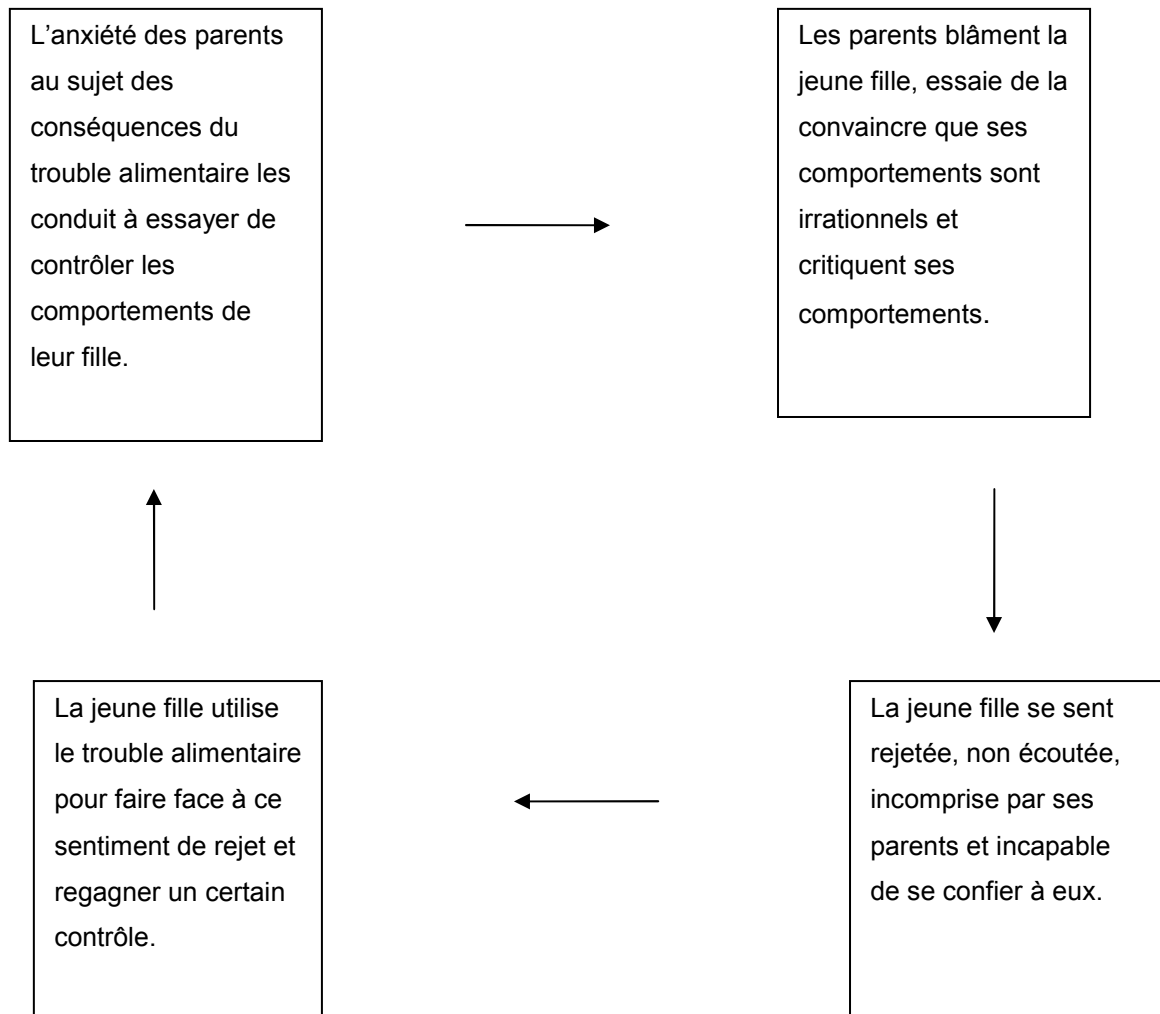 L’anxiété des parents
au sujet des
conséquences du
trouble alimentaire les
conduit à essayer de
contrôler les
comportements de
leur fille.
Les parents blâment la
jeune fille, essaie de la
convaincre que ses
comportements sont
irrationnels et
critiquent ses
comportements.
La jeune fille se sent
rejetée, non écoutée,
incomprise par ses
parents et incapable
de se confier à eux.
La jeune fille utilise
le trouble alimentaire
pour faire face à ce
sentiment de rejet et
regagner un certain
contrôle.